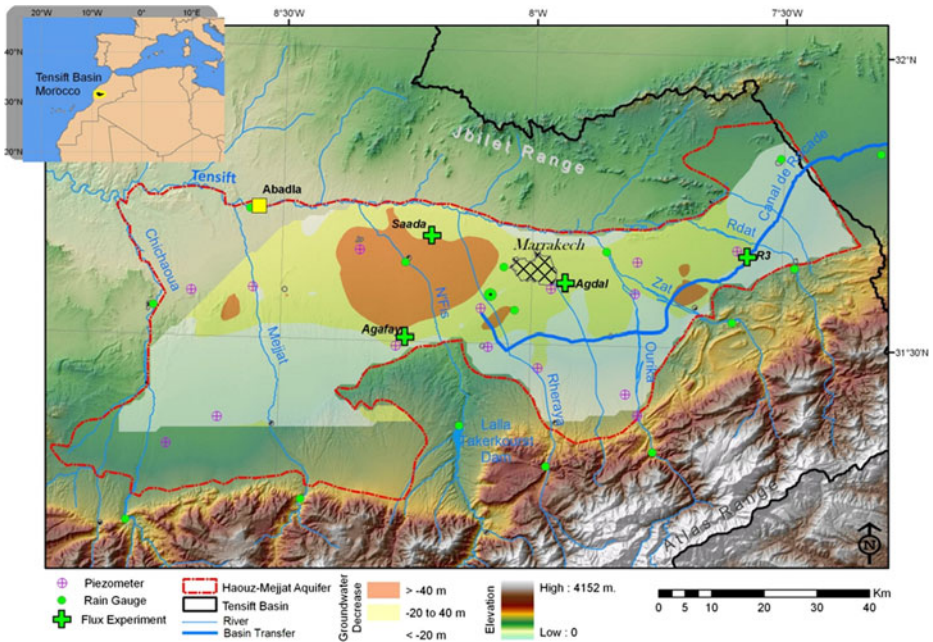 8°30'W
8°W
7°30'W
20°W
10°W
0°
10°E
20°E
40°N
30°N
20°N
Tensift Basin
Morocco
32°N
31°30'N
Jbilet Range
Tensift
Abadla
Saada
Marrakech
Agdal
Canal de Rocade
Rdat
R3
Zat
Chichaoua
Mejjat
N'Fis
Agafay
Ourika
Rheraya
Lalla
Takerkoust
Dam
Atlas Range
N
Piezometer
Rain Gauge
Flux Experiment
Haouz-Mejjat Aquifer
Tensift Basin
River
Basin Transfer
Groundwater
Decrease
> -40 m
-20 to 40 m
< -20 m
Elevation
High : 4152 m.
Low : 0
0 5 10 20 30 40
Km